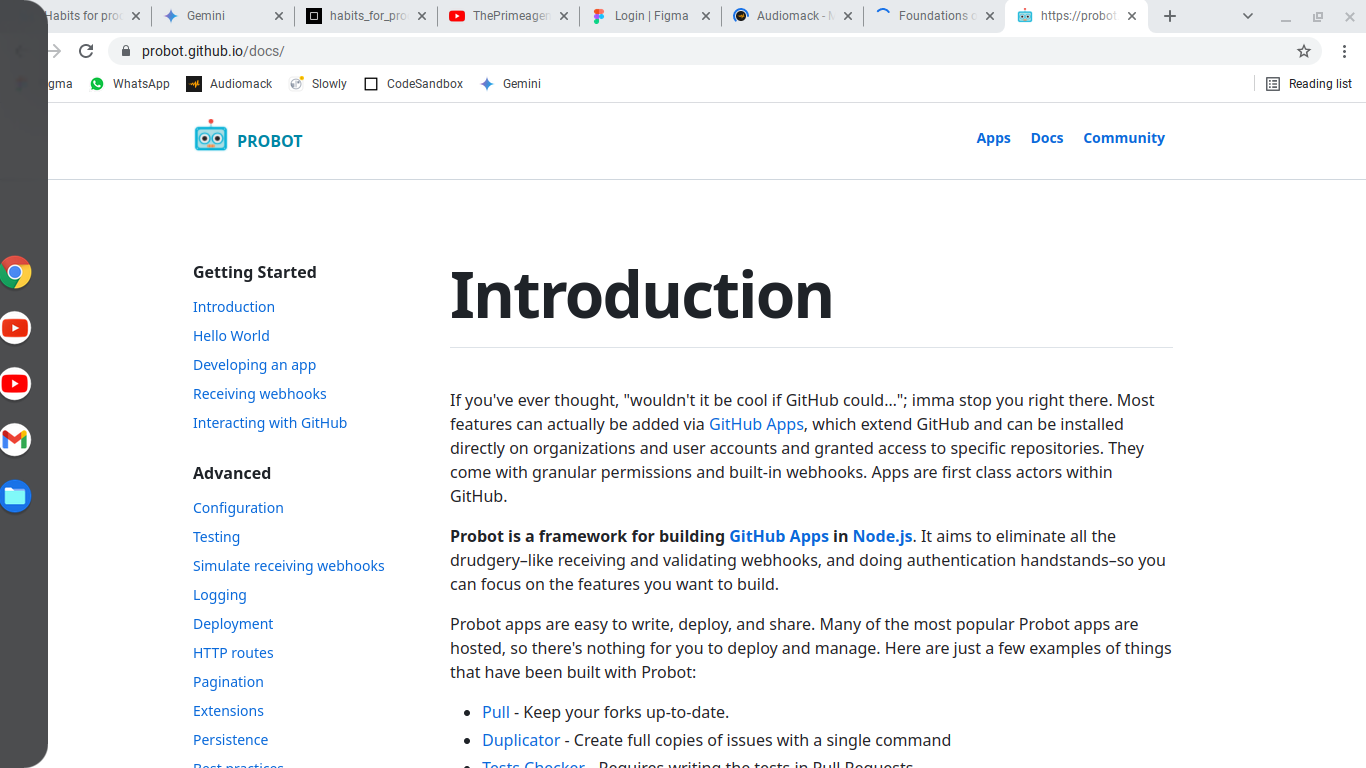 Habits for pro
Gemini
habits_for_pro
ThePrimeagen
Login | Figma
Audiomack - M
Foundations o
https://probot
probot.github.io/docs/
gma
WhatsApp
Audiomack
Slowly
CodeSandbox
Gemini
Reading list
PROBOT
Apps
Docs
Community
Getting Started
Introduction
Hello World
Developing an app
Receiving webhooks
Interacting with GitHub
Advanced
Configuration
Testing
Simulate receiving webhooks
Logging
Deployment
HTTP routes
Pagination
Extensions
Persistence
Best practices
Introduction
If you've ever thought, "wouldn't it be cool if GitHub could…"; imma stop you right there. Most
features can actually be added via GitHub Apps, which extend GitHub and can be installed
directly on organizations and user accounts and granted access to specific repositories. They
come with granular permissions and built-in webhooks. Apps are first class actors within
GitHub.
Probot is a framework for building GitHub Apps in Node.js. It aims to eliminate all the
drudgery–like receiving and validating webhooks, and doing authentication handstands–so you
can focus on the features you want to build.
Probot apps are easy to write, deploy, and share. Many of the most popular Probot apps are
hosted, so there's nothing for you to deploy and manage. Here are just a few examples of things
that have been built with Probot:
• Pull - Keep your forks up-to-date.
• Duplicator - Create full copies of issues with a single command
• Tests Checker - Requires writing the tests in Pull Requests